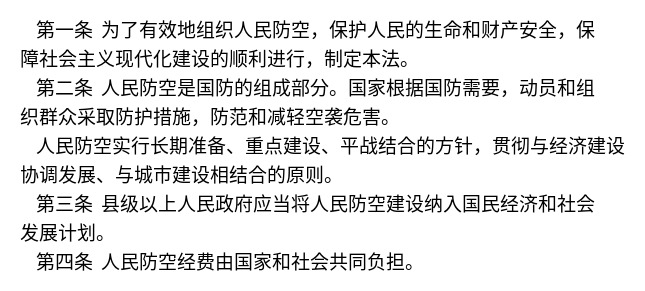 第一条 为了有效地组织人民防空，保护人民的生命和财产安全，保
障社会主义现代化建设的顺利进行，制定本法。
第二条 人民防空是国防的组成部分。国家根据国防需要，动员和组
织群众采取防护措施，防范和减轻空袭危害。
人民防空实行长期准备、重点建设、平战结合的方针，贯彻与经济建设
协调发展、与城市建设相结合的原则。
第三条 县级以上人民政府应当将人民防空建设纳入国民经济和社会
发展计划。
第四条 人民防空经费由国家和社会共同负担。